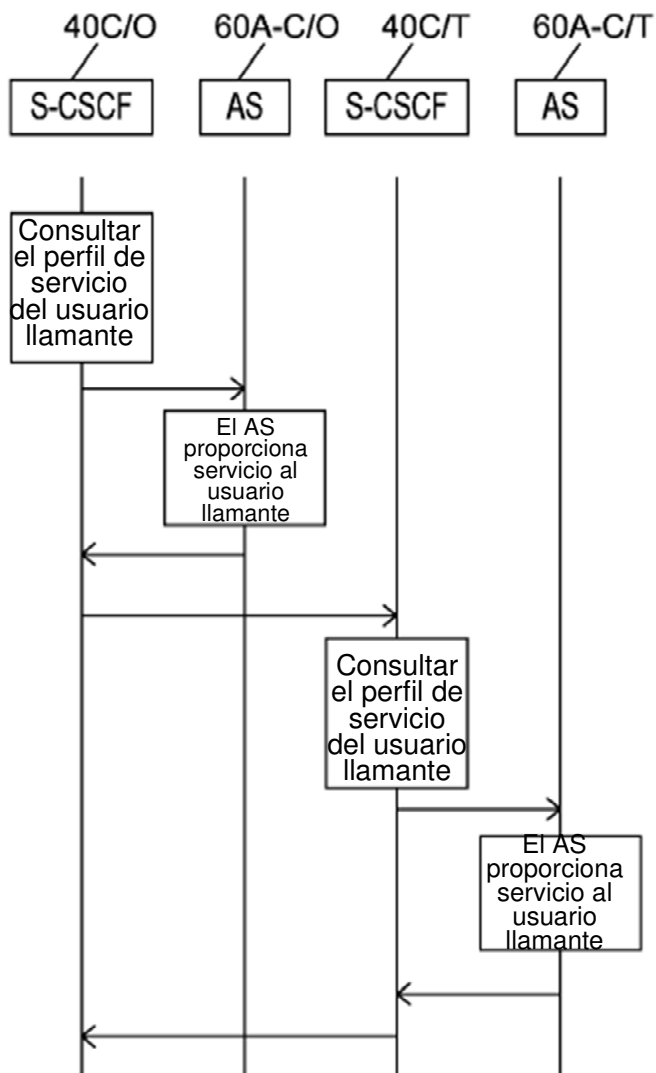 40C/O 60A-C/O 40C/T 60A-C/T
S-CSCF AS S-CSCF AS
Consultar
el perfil de
servicio
del usuario
llamante
El AS
proporciona
servicio al
usuario
llamante
Consultar
el perfil de
servicio
del usuario
llamante
El AS
proporciona
servicio al
usuario
llamante